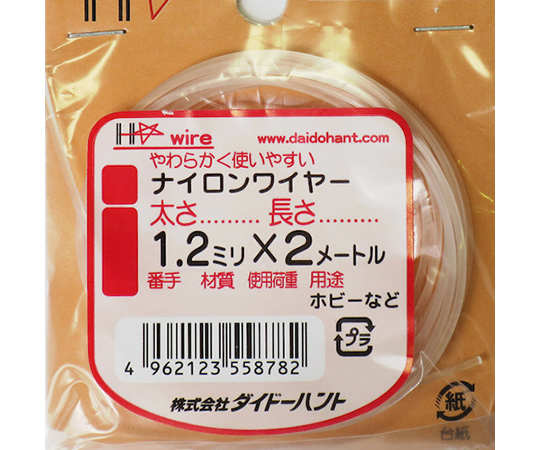 HD wire www.daidohant.com
やわらかく使いやすい
ナイロンワイヤー
太さ......... 長さ.........
1.2ミリ×2メートル
番手 材質 使用荷重 用途
ホビーなど
プラ
4 962123 558782
株式会社ダイドーハント
紙
台紙